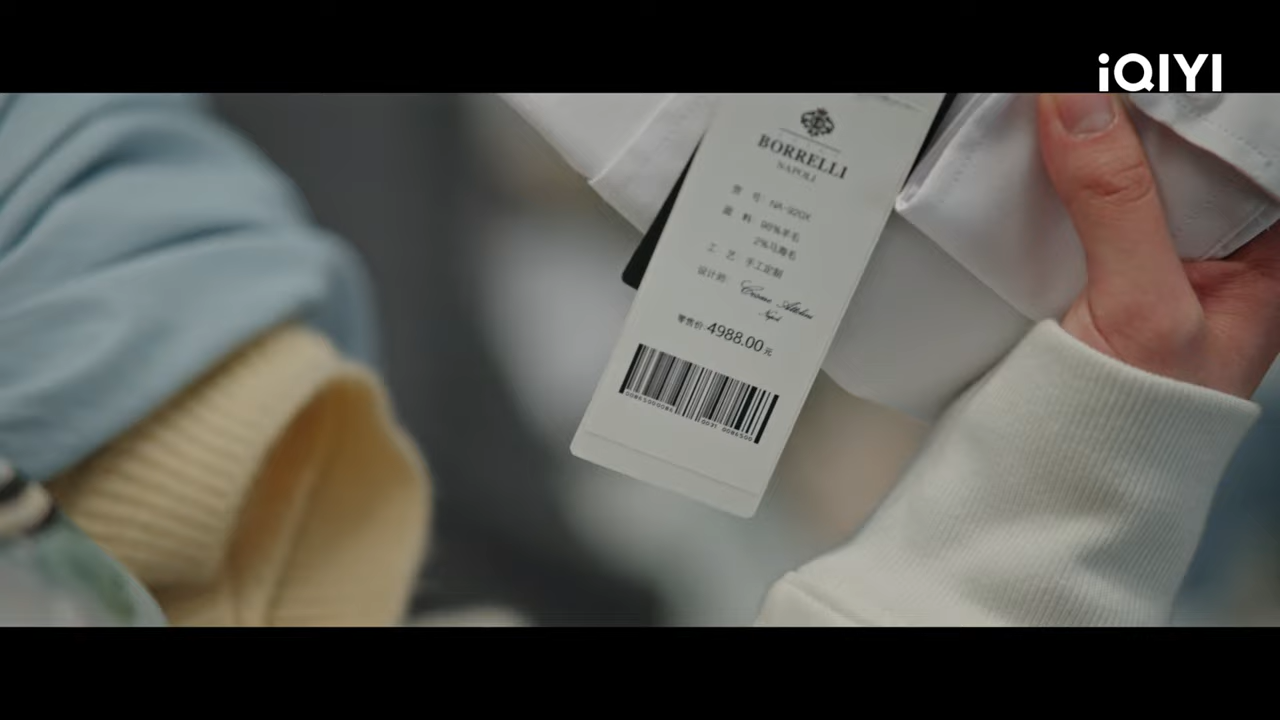 iQIYI
BORRELLI
NAPOLI
货 号: NA-920X
面 料: 98%羊毛
2%马海毛
工 艺: 手工定制
设计师:
零售价: 4988.00元